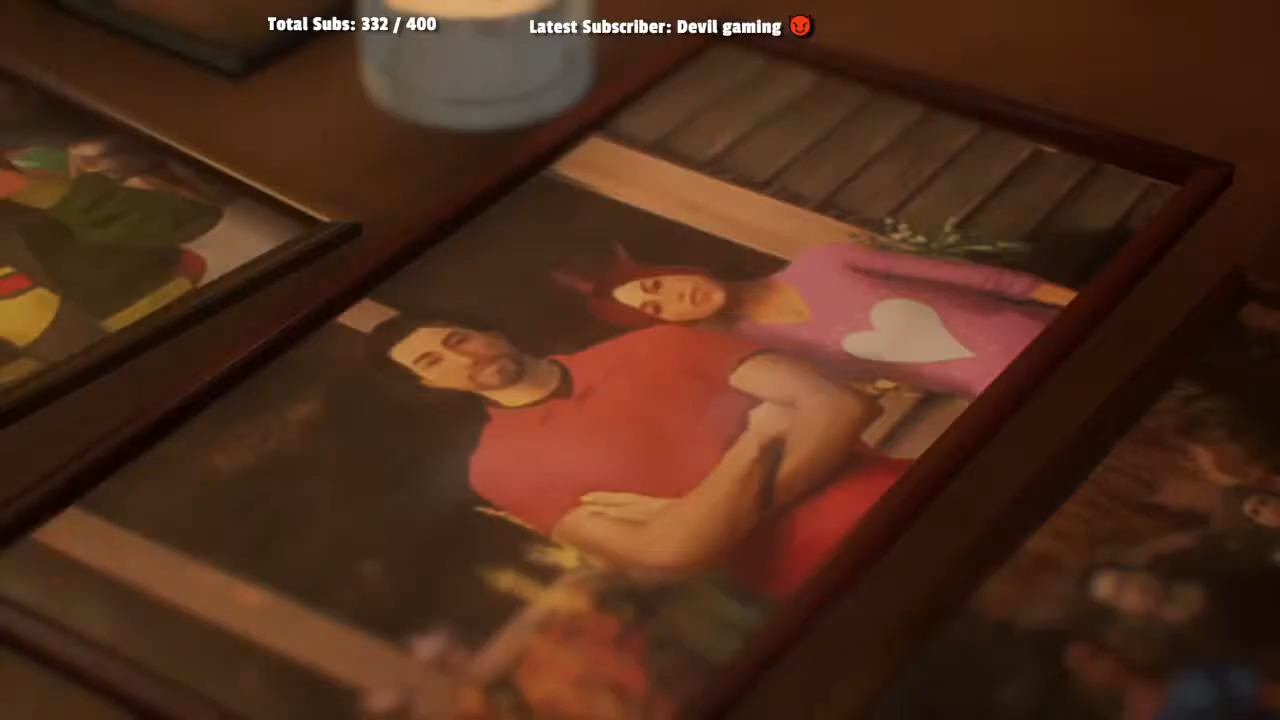 Total Subs: 332 / 400
Latest Subscriber: Devil gaming 😈